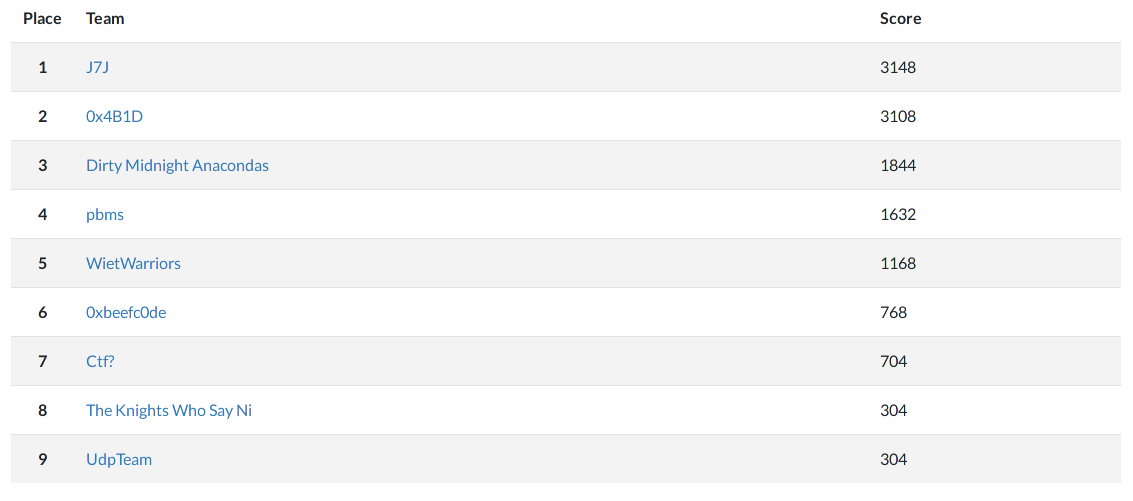 Place Team Score
1 J7J 3148
2 0x4B1D 3108
3 Dirty Midnight Anacondas 1844
4 pbms 1632
5 WietWarriors 1168
6 0xbeefc0de 768
7 Ctf? 704
8 The Knights Who Say Ni 304
9 UdpTeam 304